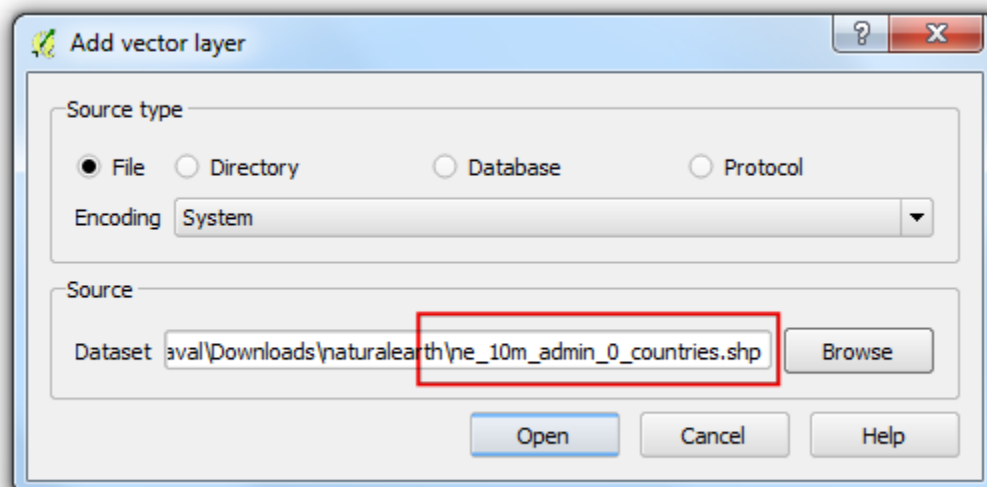 Add vector layer
Source type
File Directory Database Protocol
Encoding System
Source
Dataset aval\Downloads\naturalearth\ne_10m_admin_0_countries.shp Browse
Open Cancel Help